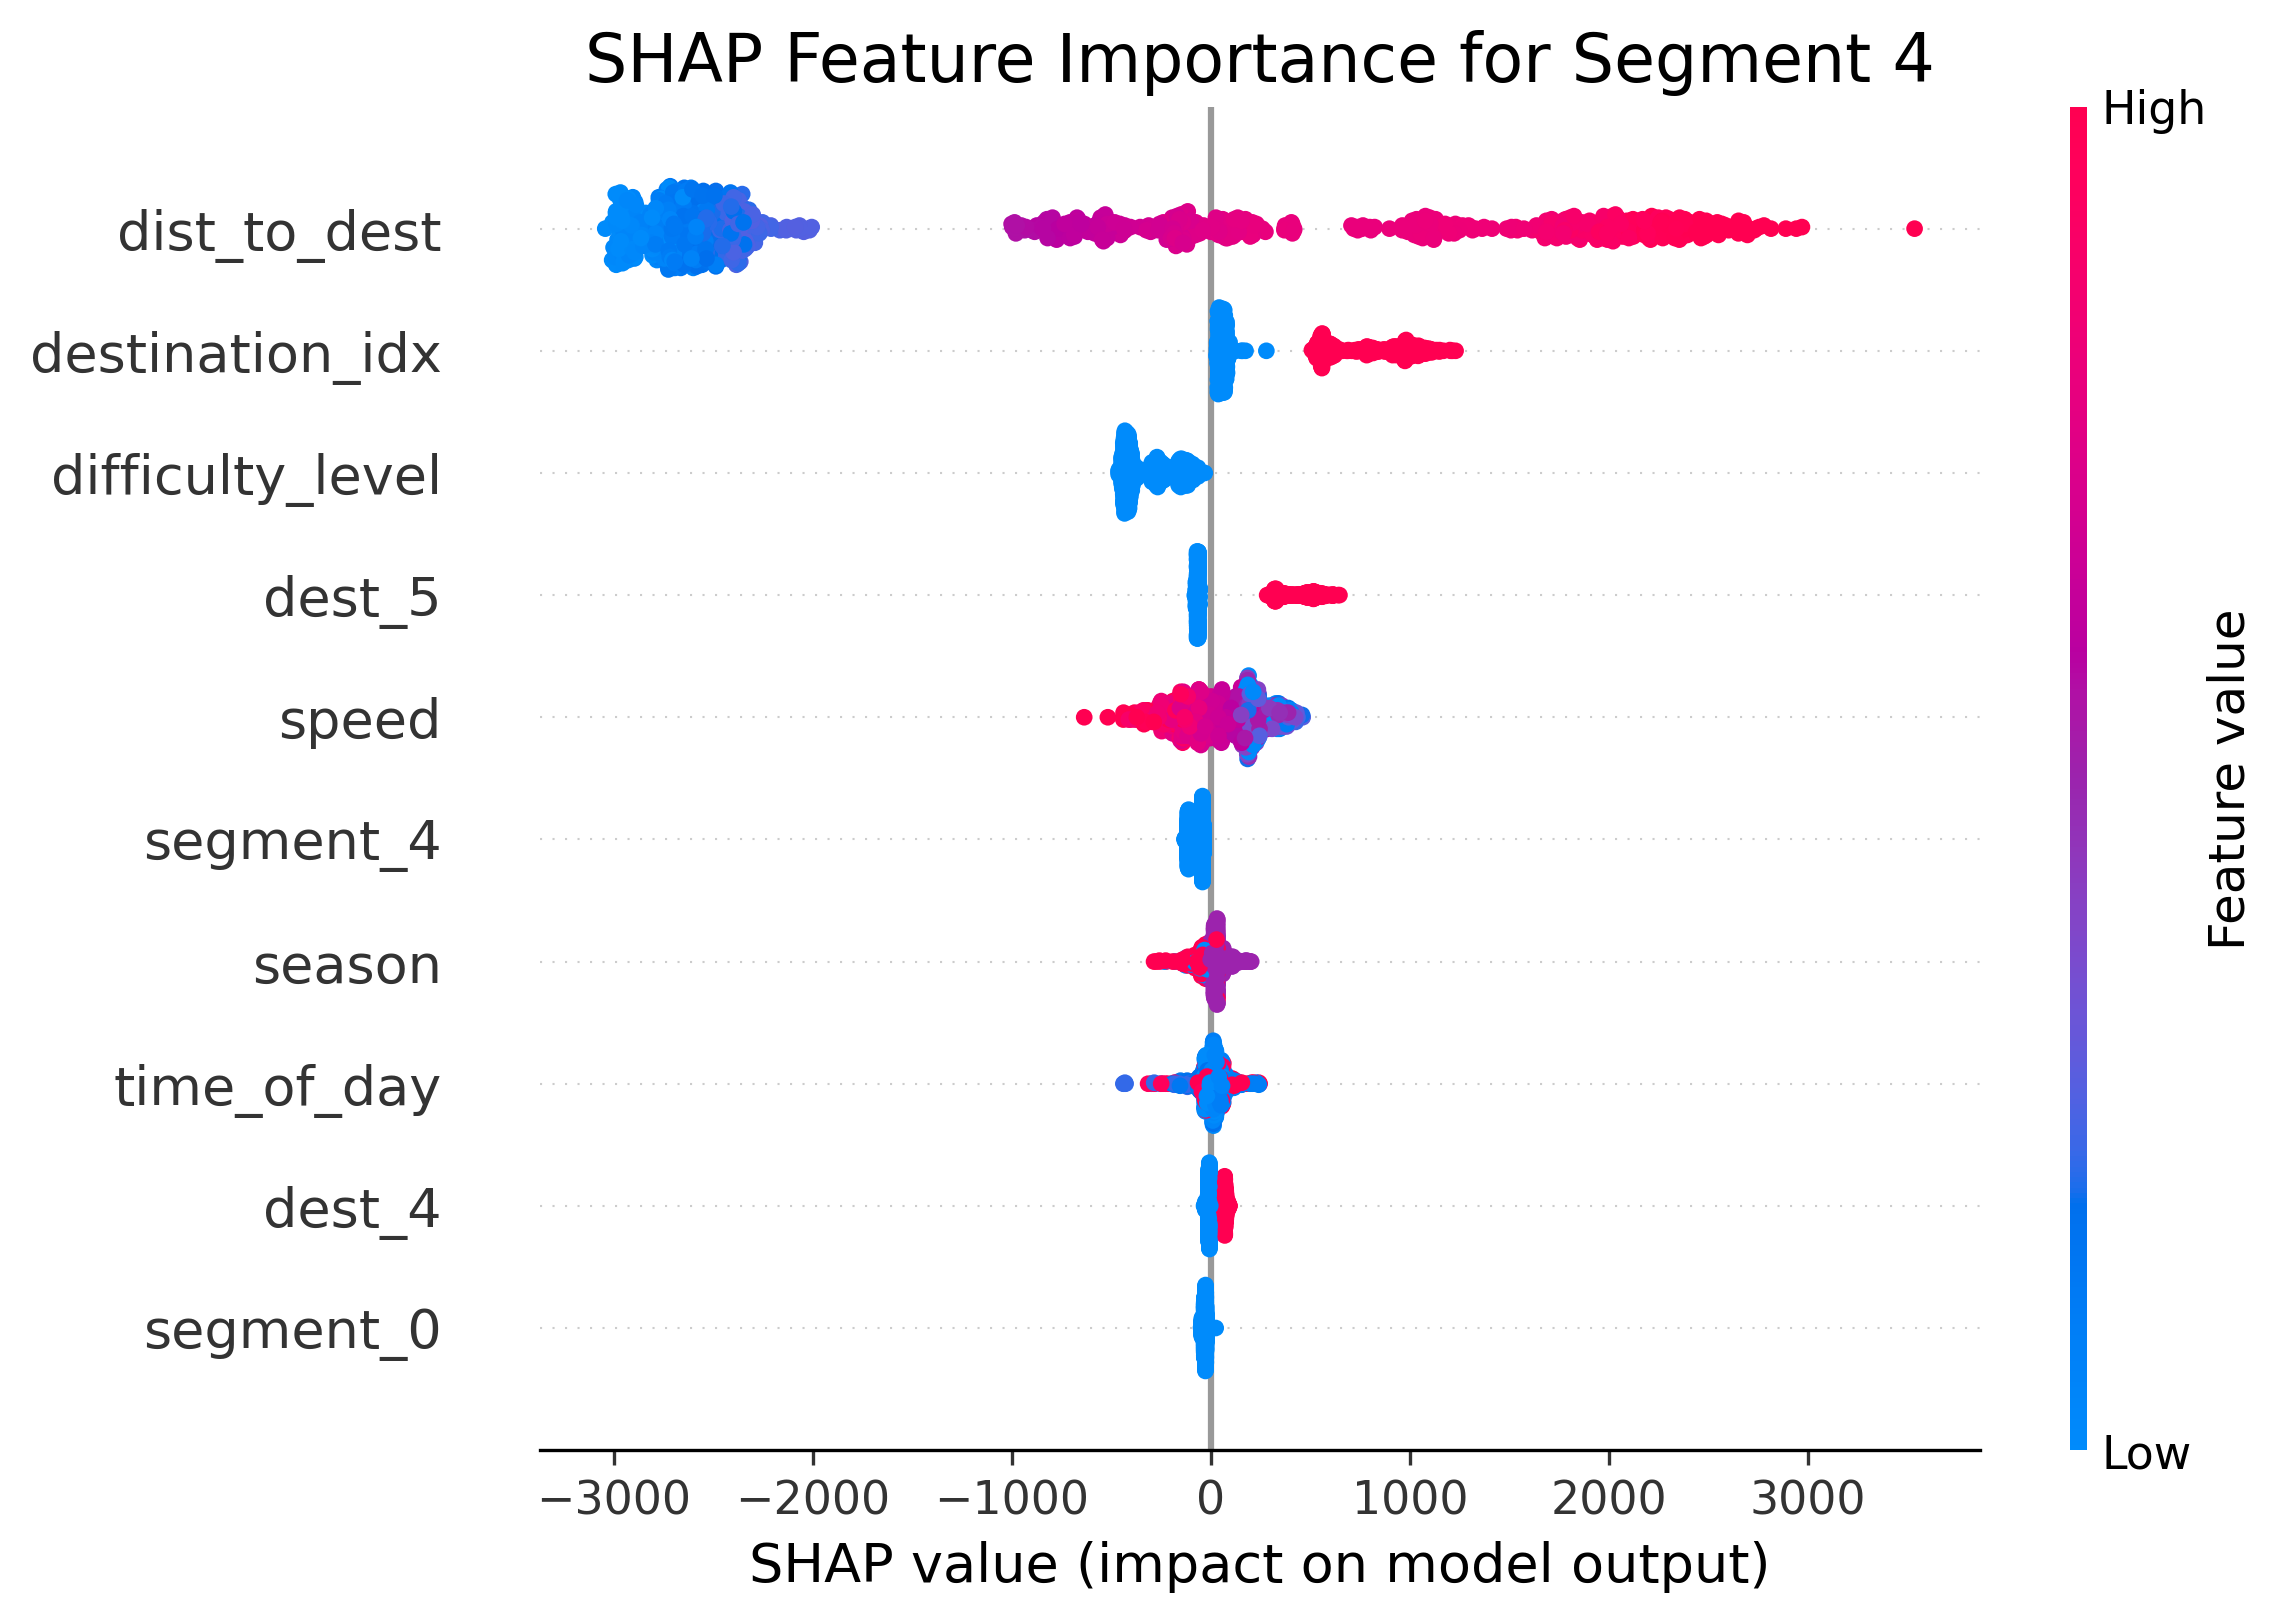 SHAP Feature Importance for Segment 4
High
dist_to_dest
destination_idx
difficulty_level
dest_5
speed
segment_4
season
time_of_day
dest_4
segment_0
Feature value
Low
−3000 −2000 −1000 0 1000 2000 3000
SHAP value (impact on model output)